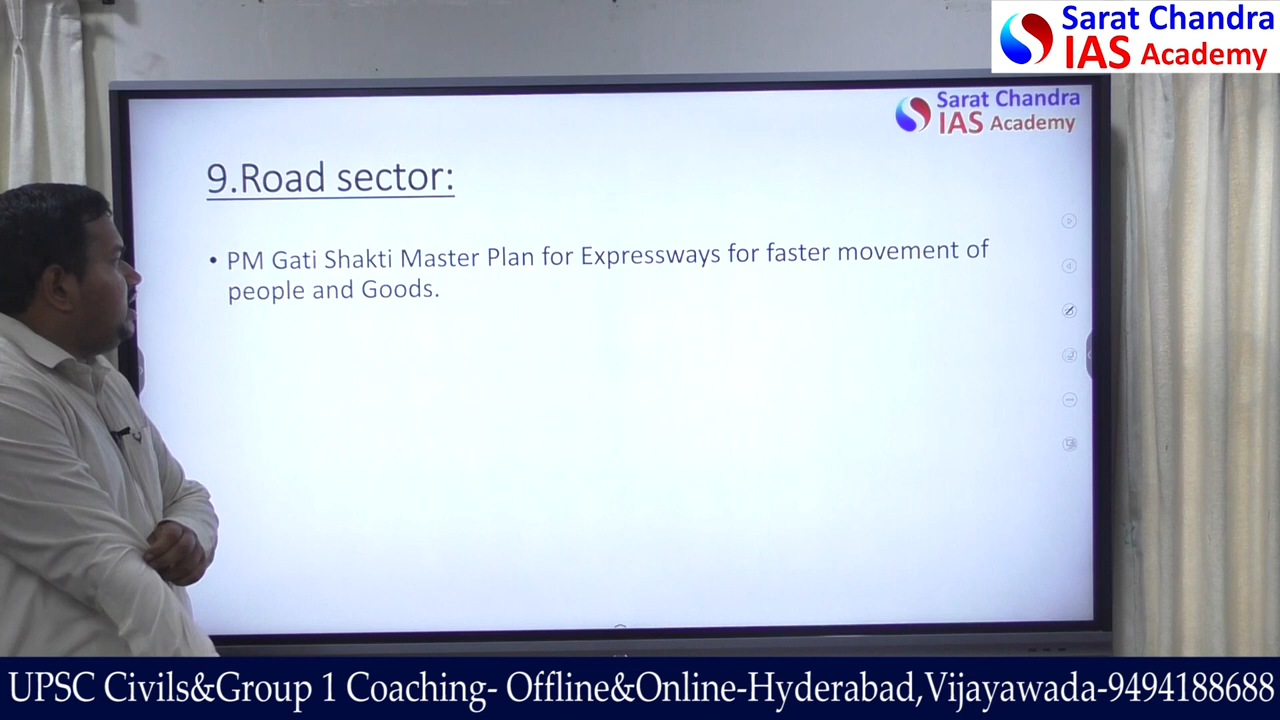 Sarat Chandra
IAS Academy
Sarat Chandra
IAS Academy
9.Road sector:
• PM Gati Shakti Master Plan for Expressways for faster movement of
people and Goods.
UPSC Civils&Group 1 Coaching- Offline&Online-Hyderabad,Vijayawada-9494188688